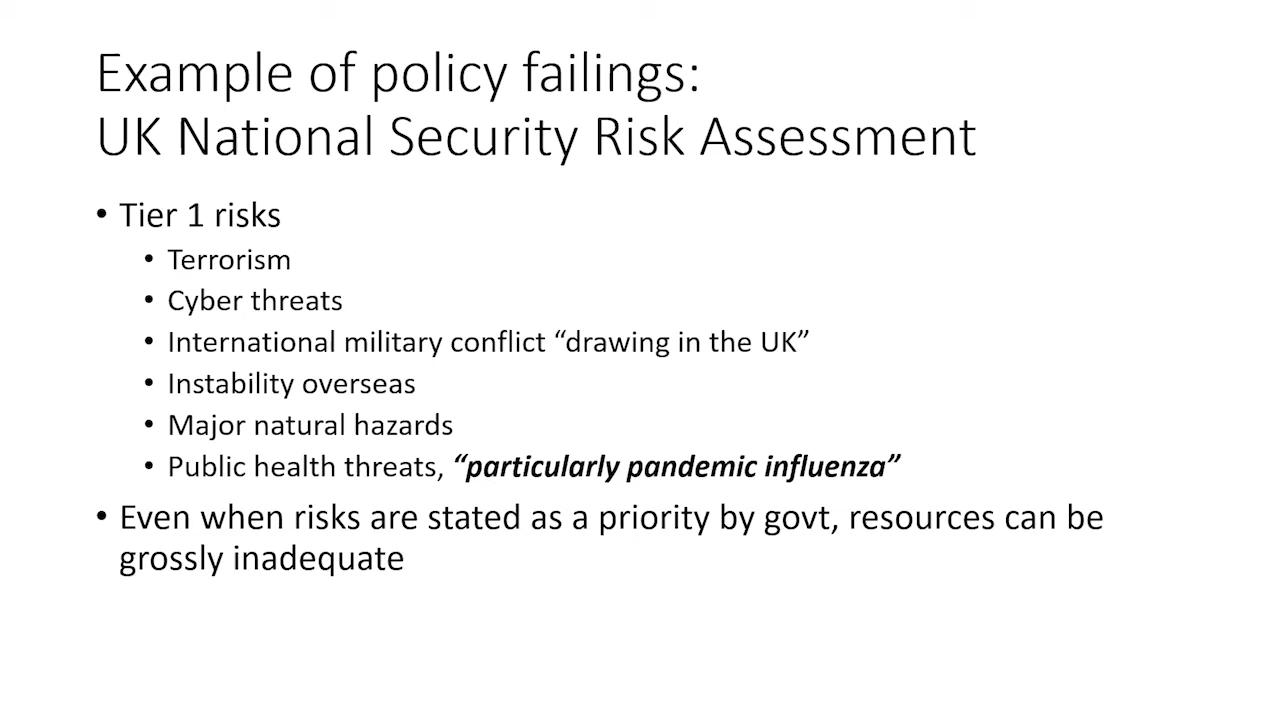 Example of policy failings:
UK National Security Risk Assessment
• Tier 1 risks
• Terrorism
• Cyber threats
• International military conflict “drawing in the UK”
• Instability overseas
• Major natural hazards
• Public health threats, “particularly pandemic influenza”
• Even when risks are stated as a priority by govt, resources can be
grossly inadequate